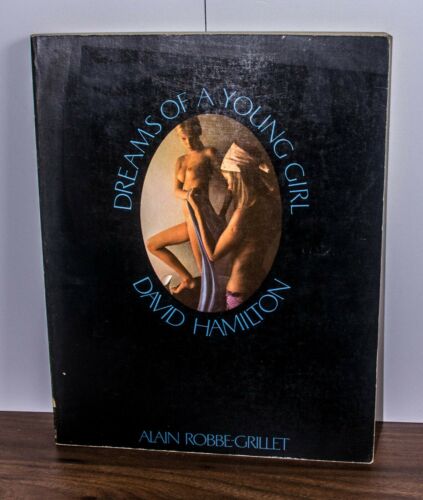 DREAMS OF A YOUNG GIRL
DAVID HAMILTON
ALAIN ROBBE-GRILLET